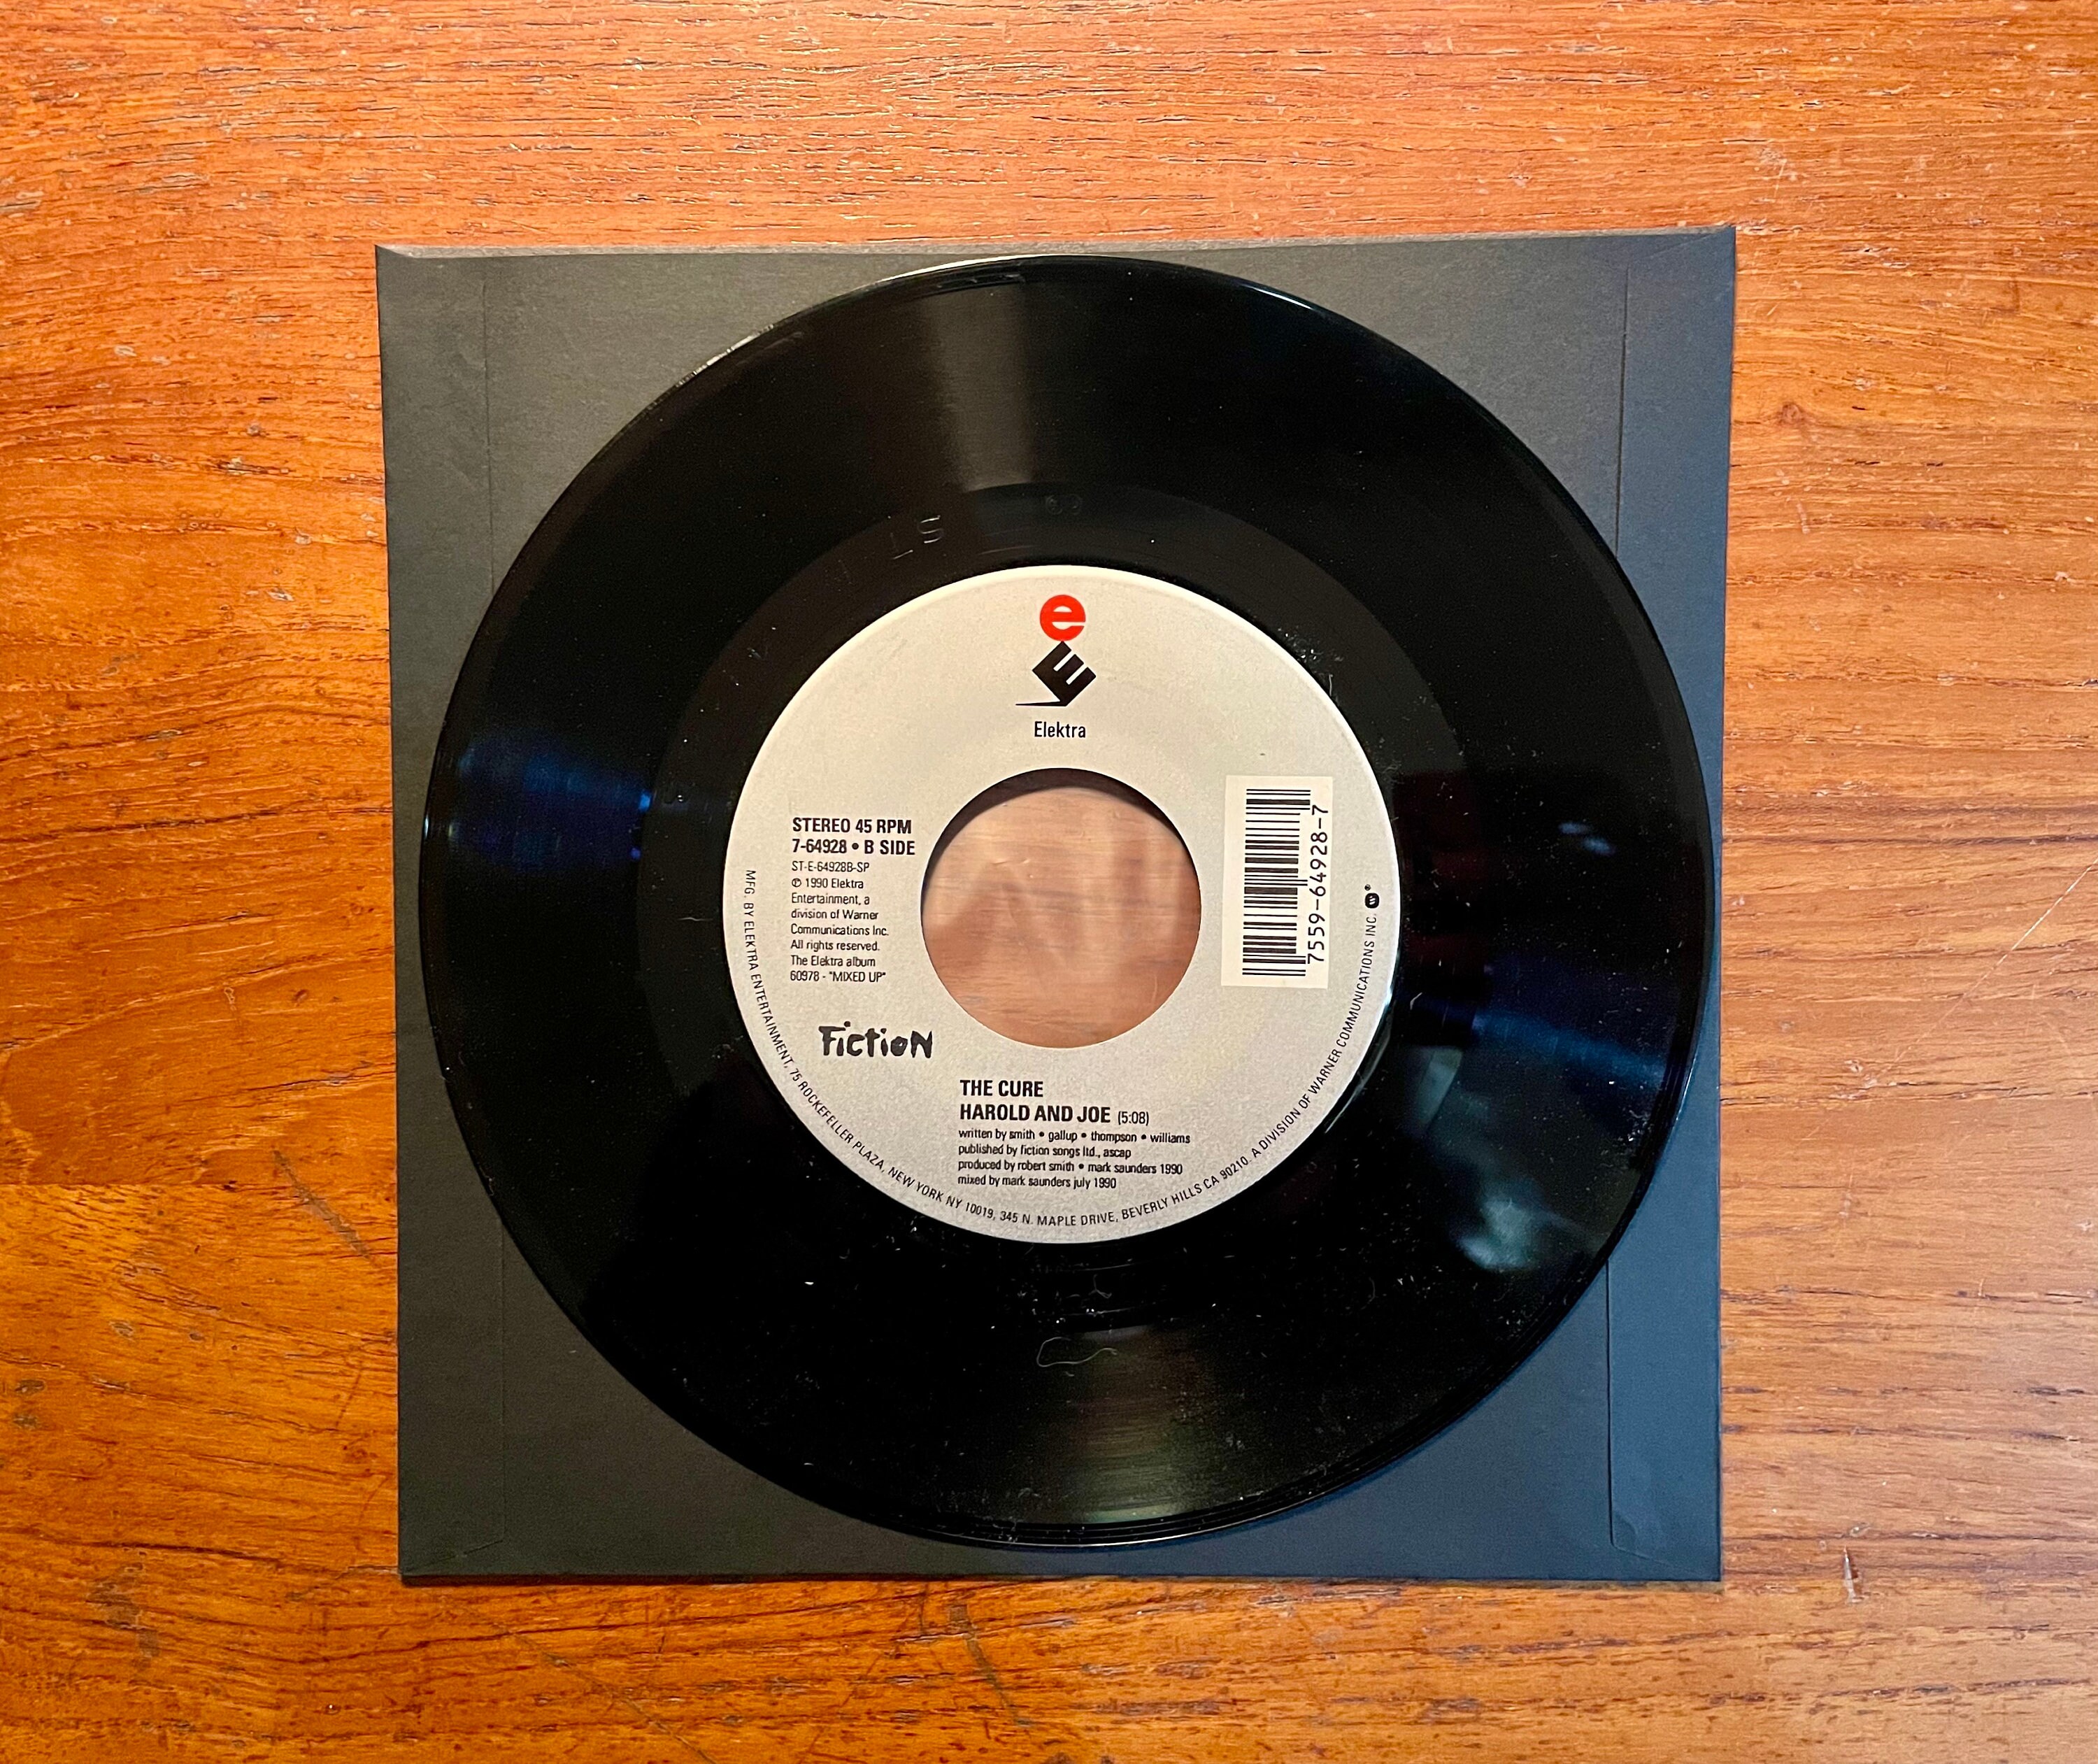 ST
e
E
Elektra
STEREO 45 RPM
7-64928 • B SIDE
ST-E-64928B-SP
℗ 1990 Elektra
Entertainment, a
division of Warner
Communications Inc.
All rights reserved.
The Elektra album
60978 - "MIXED UP"
7559-64928-7
Fiction
THE CURE
HAROLD AND JOE (5:08)
written by smith • gallup • thompson • williams
published by fiction songs ltd., ascap
produced by robert smith • mark saunders 1990
mixed by mark saunders july 1990
MFG. BY ELEKTRA ENTERTAINMENT, 75 ROCKEFELLER PLAZA, NEW YORK NY 10019, 345 N. MAPLE DRIVE, BEVERLY HILLS CA 90210. A DIVISION OF WARNER COMMUNICATIONS INC. ®